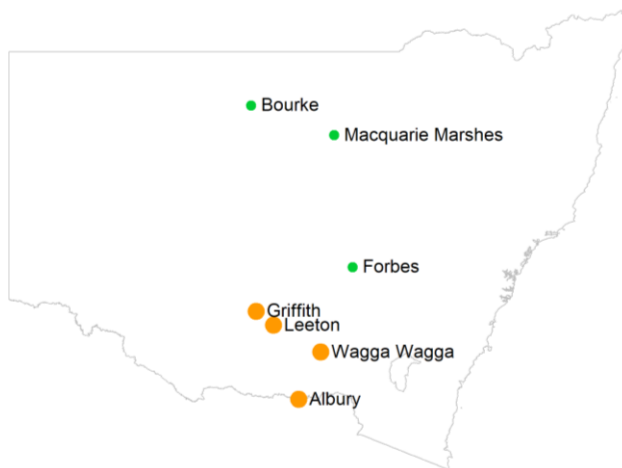 Bourke
Macquarie Marshes
Forbes
Griffith
Leeton
Wagga Wagga
Albury